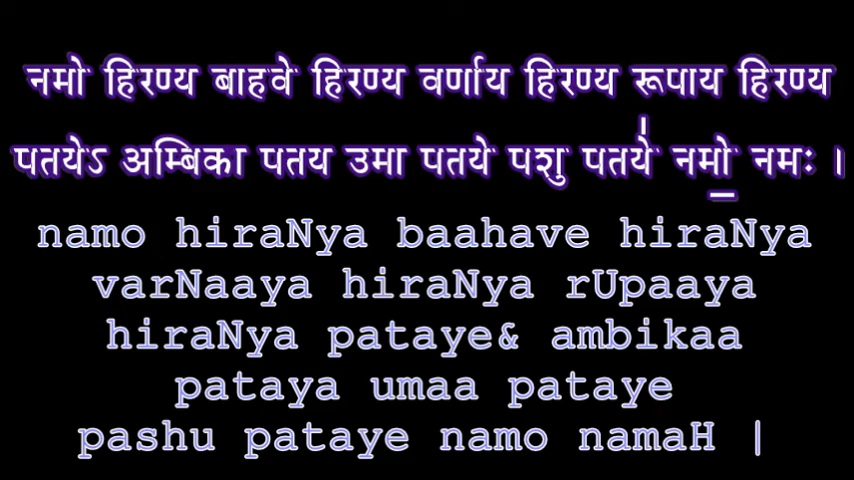 नमो हिरण्य बाहवे हिरण्य वर्णाय हिरण्य रूपाय हिरण्य
पतयेऽ अम्बिका पतय उमा पतये पशु पतये॑ नमो॒ नमः ।
namo hiraNya baahave hiraNya
varNaaya hiraNya rUpaaya
hiraNya pataye& ambikaa
pataya umaa pataye
pashu pataye namo namaH |